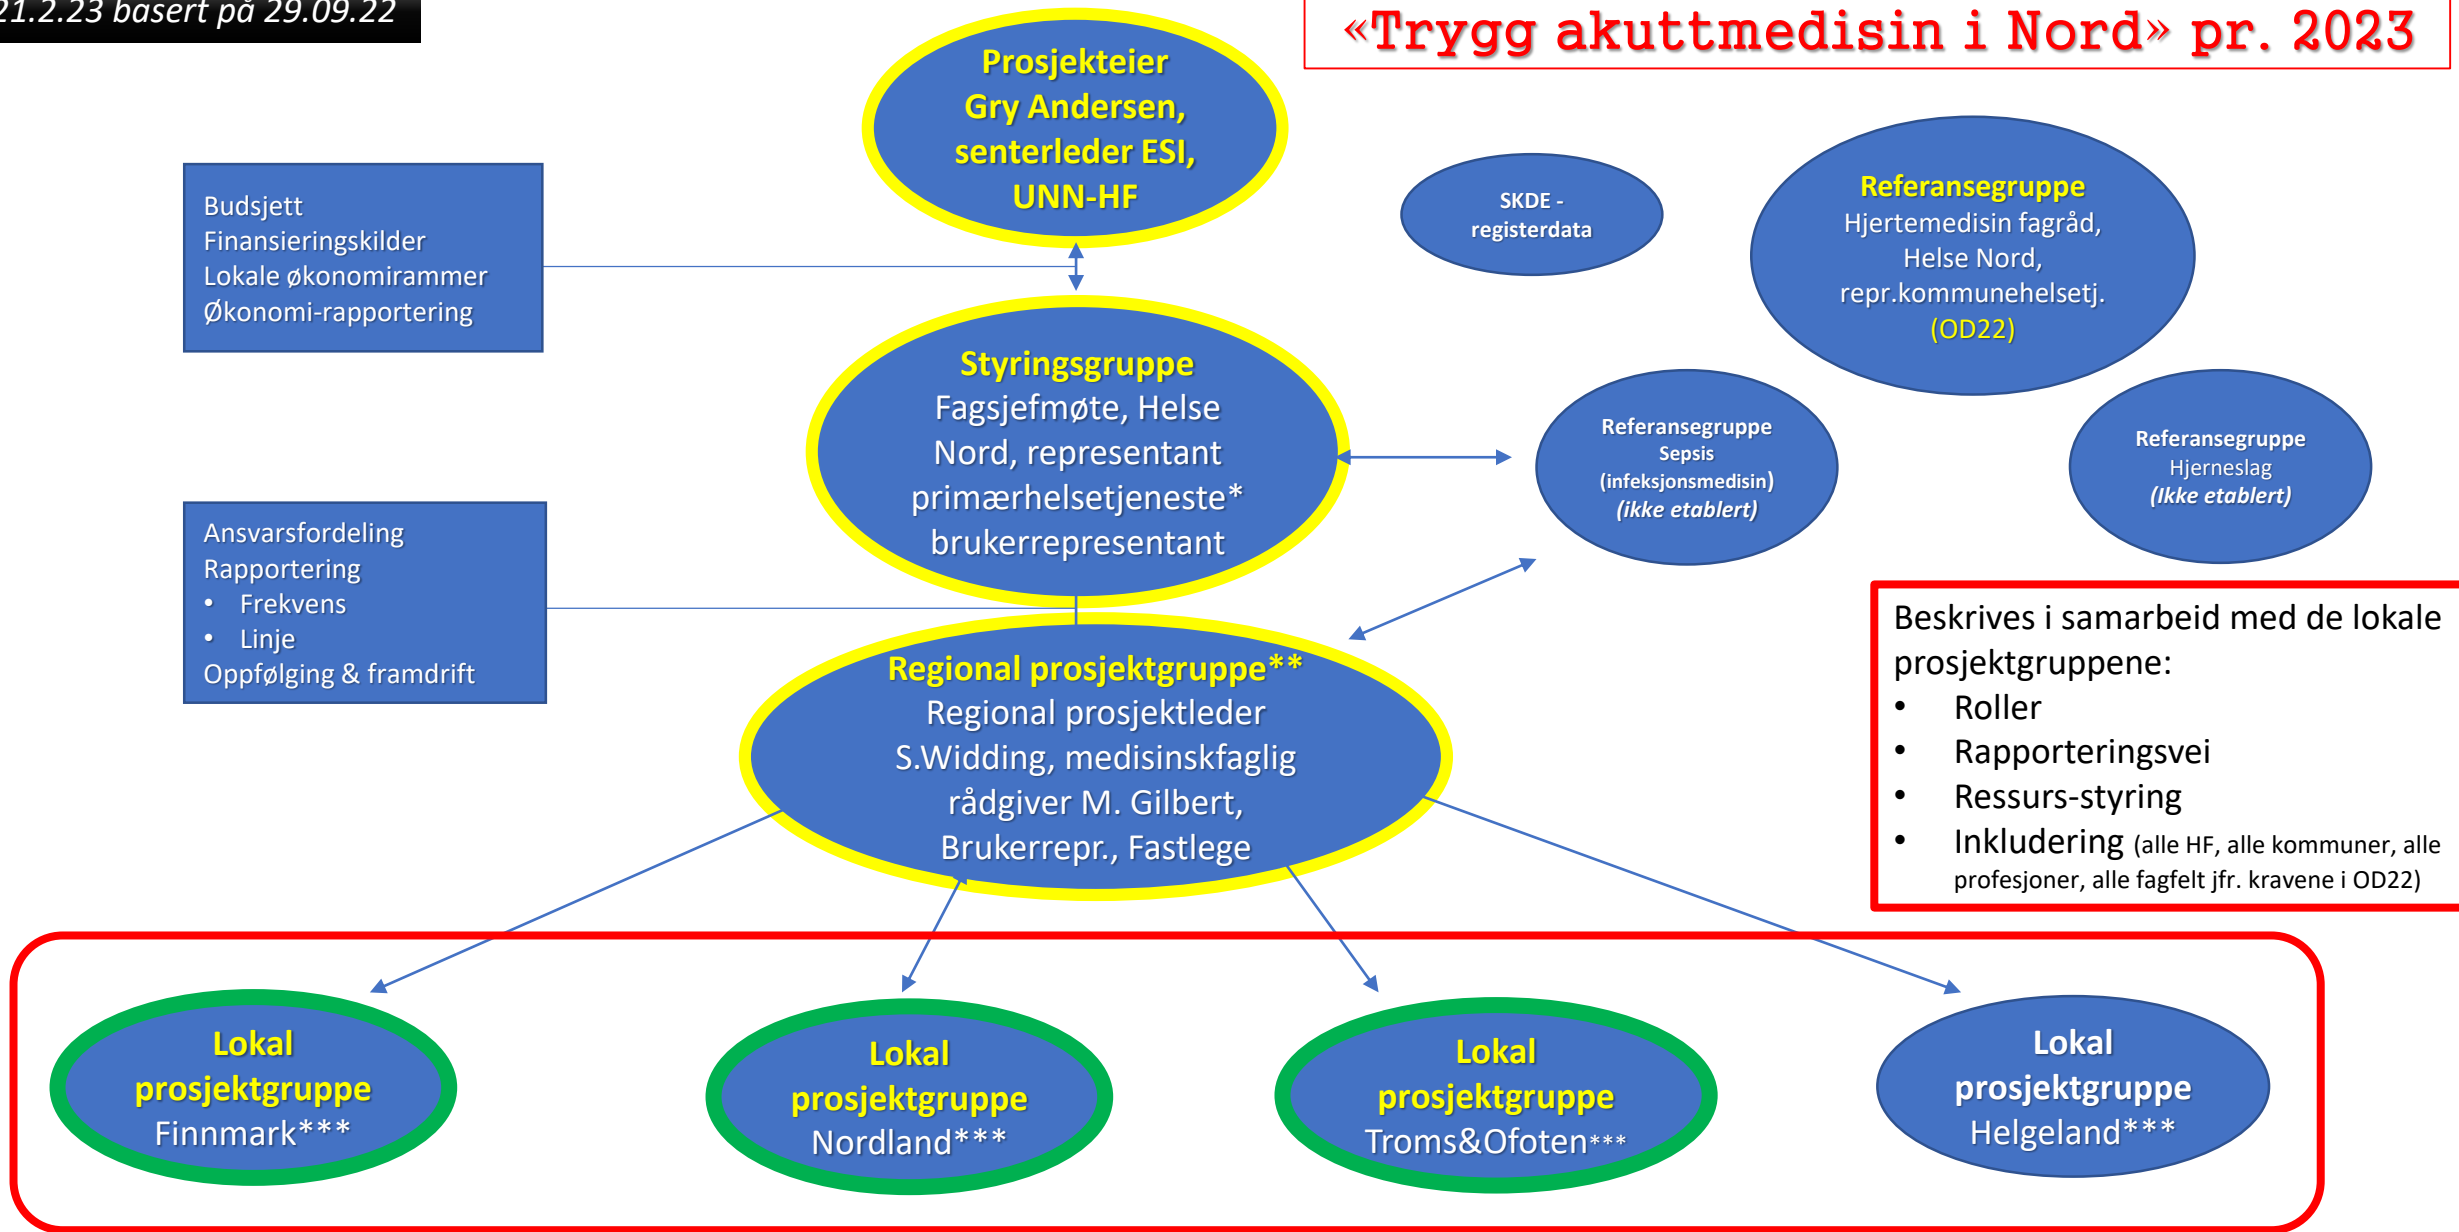 21.2.23 basert på 29.09.22
«Trygg akuttmedisin i Nord» pr. 2023
Prosjekteier
Gry Andersen,
senterleder ESI,
UNN-HF
Budsjett
Finansieringskilder
Lokale økonomirammer
Økonomi-rapportering
SKDE -
registerdata
Referansegruppe
Hjertemedisin fagråd,
Helse Nord,
repr.kommunehelsetj.
(OD22)
Styringsgruppe
Fagsjefmøte, Helse
Nord, representant
primærhelsetjeneste*
brukerrepresentant
Referansegruppe
Sepsis
(infeksjonsmedisin)
(ikke etablert)
Referansegruppe
Hjerneslag
(Ikke etablert)
Ansvarsfordeling
Rapportering
• Frekvens
• Linje
Oppfølging & framdrift
Regional prosjektgruppe**
Regional prosjektleder
S.Widding, medisinskfaglig
rådgiver M. Gilbert,
Brukerrepr., Fastlege
Beskrives i samarbeid med de lokale
prosjektgruppene:
• Roller
• Rapporteringsvei
• Ressurs-styring
• Inkludering (alle HF, alle kommuner, alle
profesjoner, alle fagfelt jfr. kravene i OD22)
Lokal
prosjektgruppe
Finnmark***
Lokal
prosjektgruppe
Nordland***
Lokal
prosjektgruppe
Troms&Ofoten***
Lokal
prosjektgruppe
Helgeland***